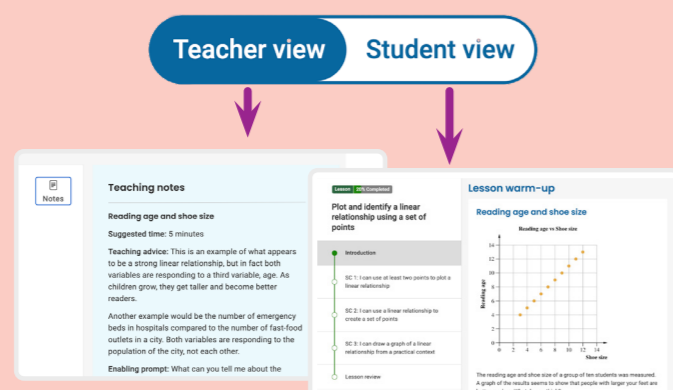 Teacher view
Student view
Notes
Teaching notes
Reading age and shoe size
Suggested time: 5 minutes
Teaching advice: This is an example of what appears
to be a strong linear relationship, but in fact both
variables are responding to a third variable, age. As
children grow, they get taller and become better
readers.
Another example would be the number of emergency
beds in hospitals compared to the number of fast-food
outlets in a city. Both variables are responding to the
population of the city, not each other.
Enabling prompt: What can you tell me about the
Lesson 20% Completed
Plot and identify a linear
relationship using a set of
points
Introduction
SC 1: I can use at least two points to plot a
linear relationship
SC 2: I can use a linear relationship to
create a set of points
SC 3: I can draw a graph of a linear
relationship from a practical context
Lesson review
Lesson warm-up
Reading age and shoe size
Reading age vs Shoe size
Reading age
14
12
10
8
6
4
2
0 2 4 6 8 10 12 14
Shoe size
The reading age and shoe size of a group of ten students was measured.
A graph of the results seems to show that people with larger your feet are